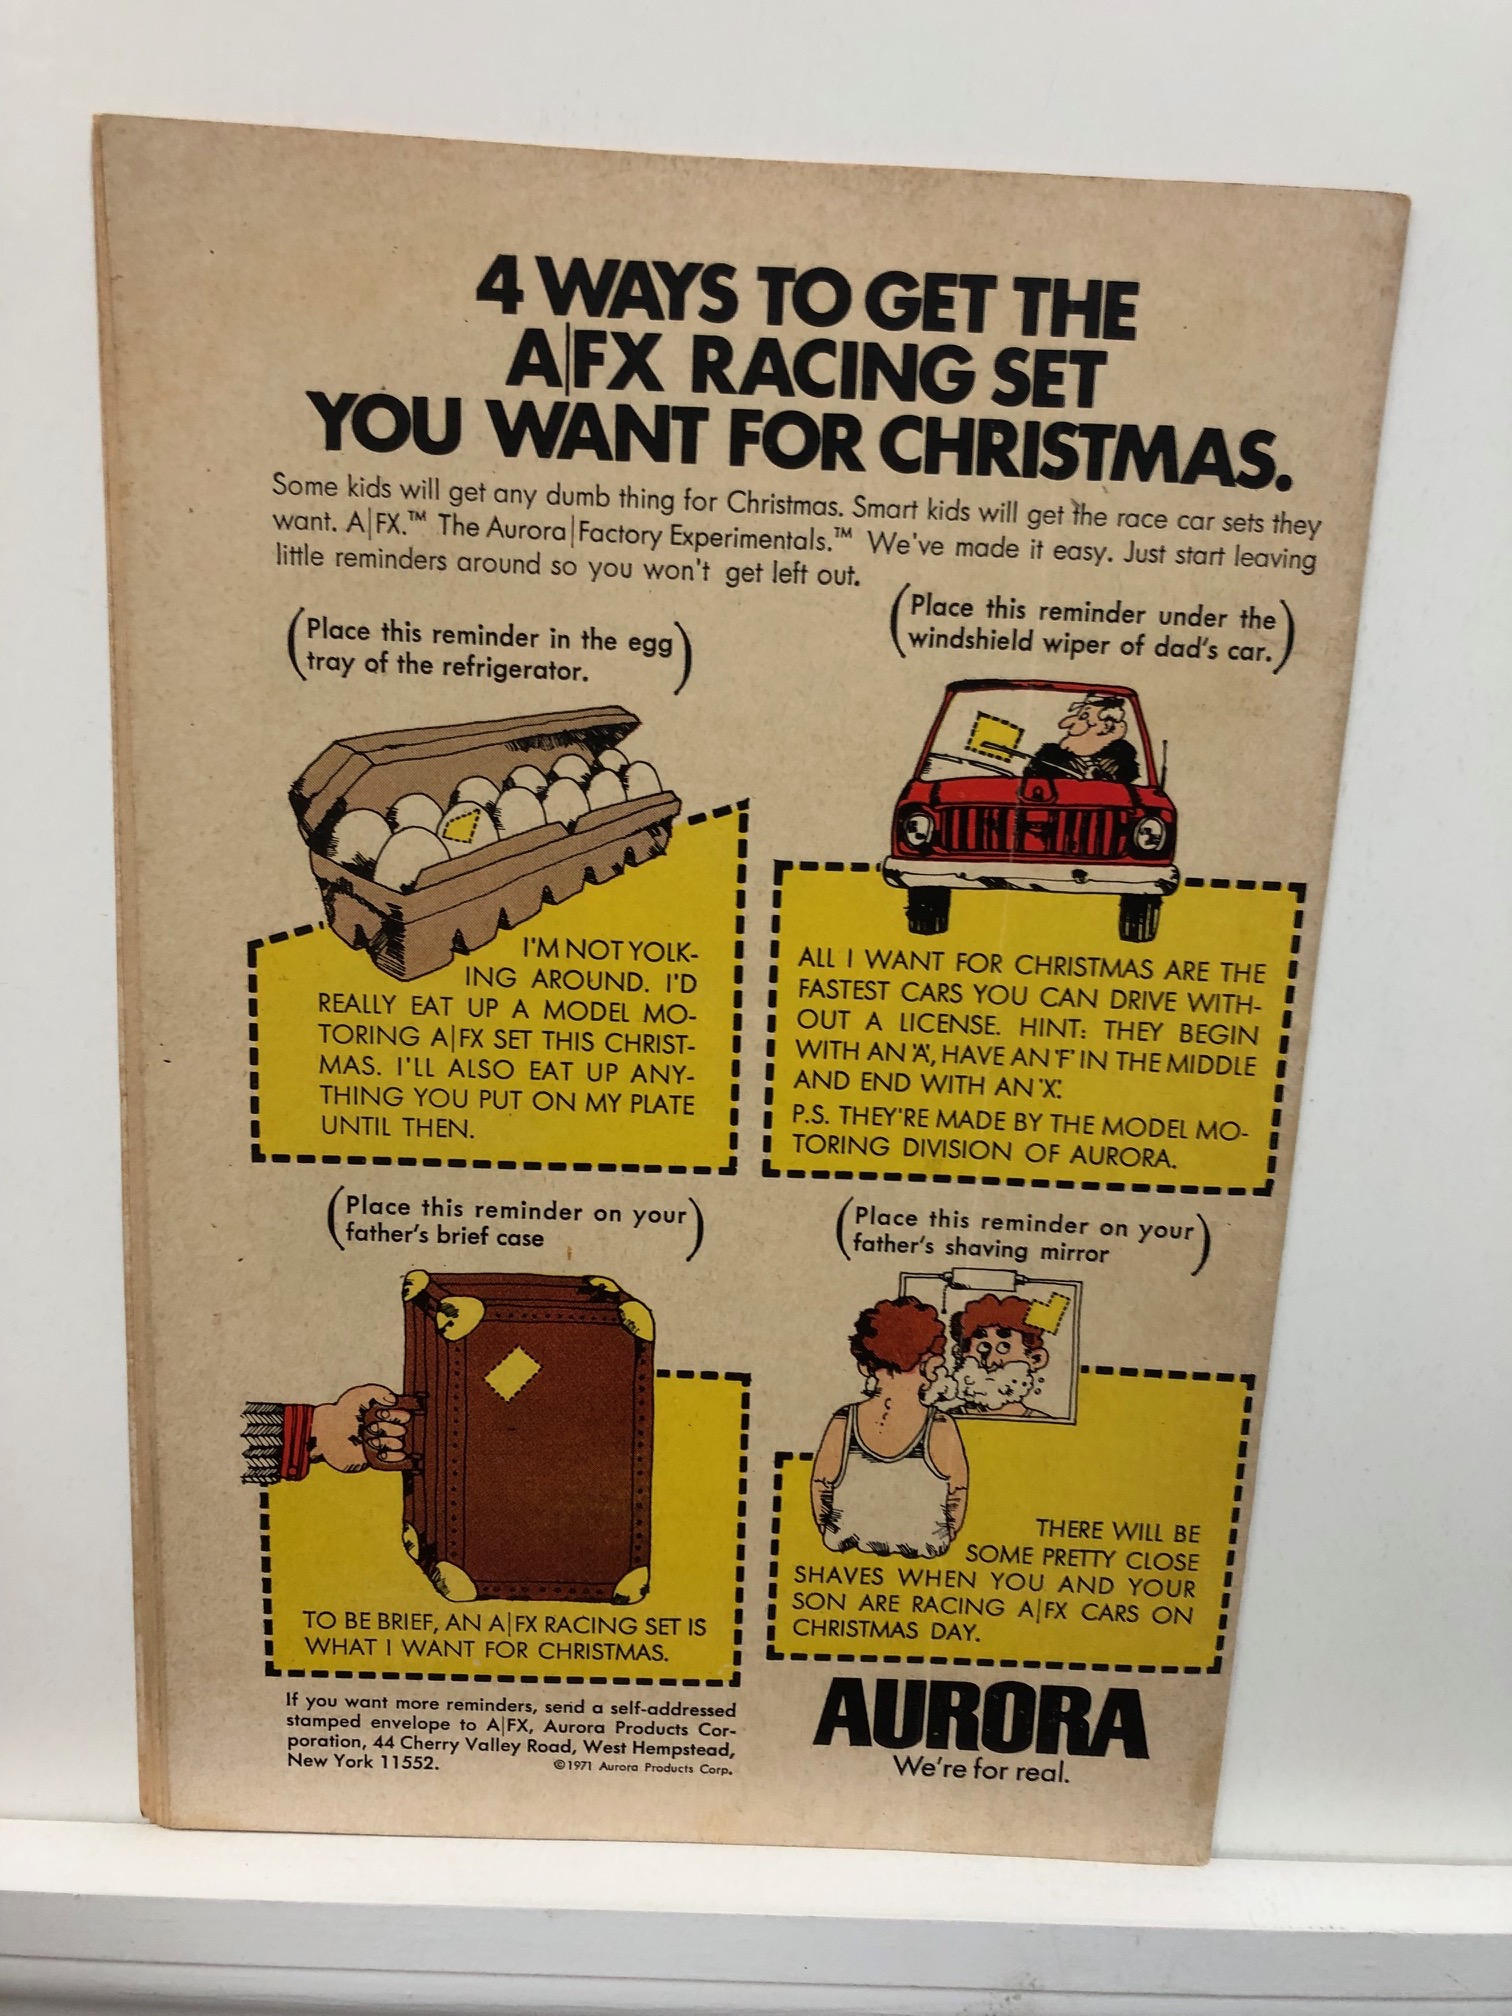 4 WAYS TO GET THE
A|FX RACING SET
YOU WANT FOR CHRISTMAS.
Some kids will get any dumb thing for Christmas. Smart kids will get the race car sets they
want. A|FX.™ The Aurora|Factory Experimentals.™ We've made it easy. Just start leaving
little reminders around so you won't get left out.
(Place this reminder in the egg
tray of the refrigerator.)
I'M NOT YOLK-
ING AROUND. I'D
REALLY EAT UP A MODEL MO-
TORING A|FX SET THIS CHRIST-
MAS. I'LL ALSO EAT UP ANY-
THING YOU PUT ON MY PLATE
UNTIL THEN.
(Place this reminder under the
windshield wiper of dad's car.)
ALL I WANT FOR CHRISTMAS ARE THE
FASTEST CARS YOU CAN DRIVE WITH-
OUT A LICENSE. HINT: THEY BEGIN
WITH AN 'A', HAVE AN 'F' IN THE MIDDLE
AND END WITH AN 'X'.
P.S. THEY'RE MADE BY THE MODEL MO-
TORING DIVISION OF AURORA.
(Place this reminder on your
father's brief case)
TO BE BRIEF, AN A|FX RACING SET IS
WHAT I WANT FOR CHRISTMAS.
(Place this reminder on your
father's shaving mirror)
THERE WILL BE
SOME PRETTY CLOSE
SHAVES WHEN YOU AND YOUR
SON ARE RACING A|FX CARS ON
CHRISTMAS DAY.
If you want more reminders, send a self-addressed
stamped envelope to A|FX, Aurora Products Cor-
poration, 44 Cherry Valley Road, West Hempstead,
New York 11552. ©1971 Aurora Products Corp.
AURORA
We're for real.